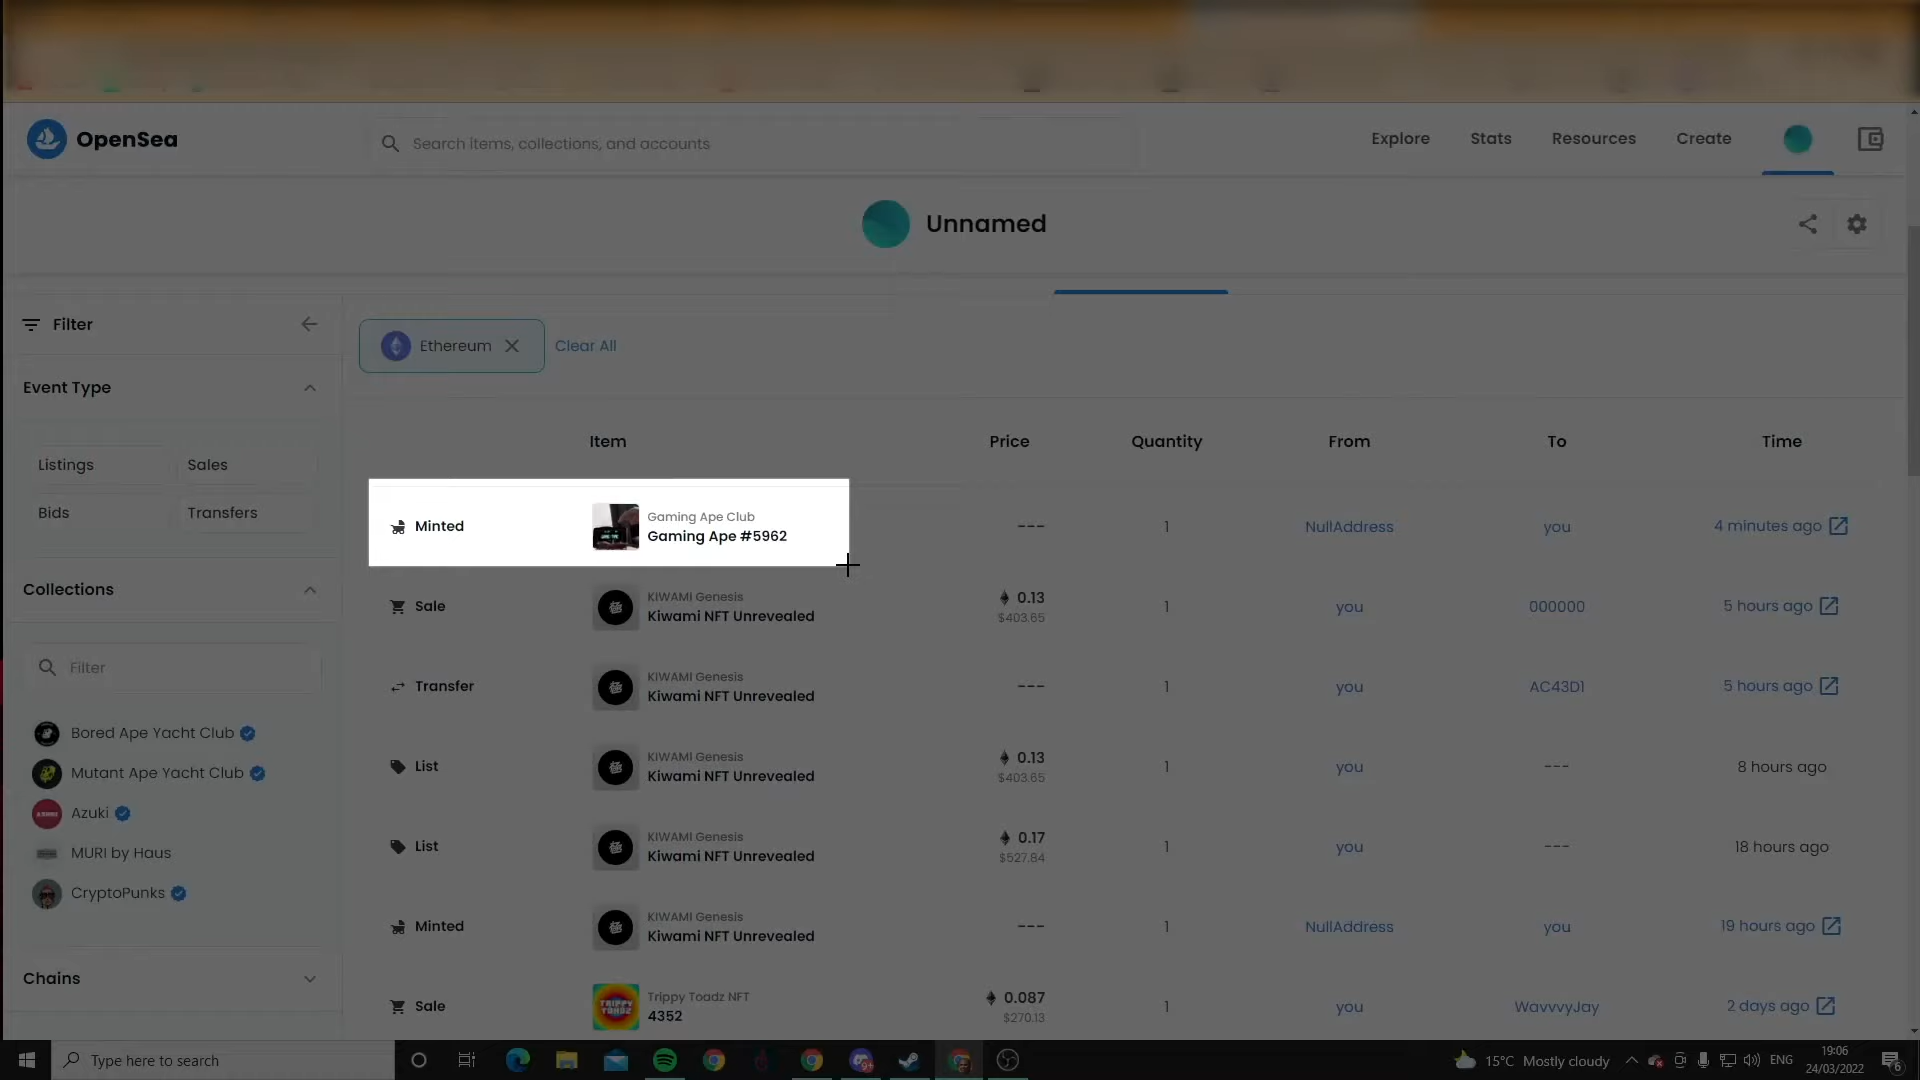 OpenSea
Search items, collections, and accounts
Explore
Stats
Resources
Create
Unnamed
Filter
Ethereum
Clear All
Event Type
Listings
Sales
Bids
Transfers
Collections
Filter
Bored Ape Yacht Club
Mutant Ape Yacht Club
Azuki
MURI by Haus
CryptoPunks
Chains
Item Price Quantity From To Time
Minted
Gaming Ape Club
Gaming Ape #5962
--- 1 NullAddress you 4 minutes ago
Sale
KIWAMI Genesis
Kiwami NFT Unrevealed
0.13
$403.65
1 you 000000 5 hours ago
Transfer
KIWAMI Genesis
Kiwami NFT Unrevealed
--- 1 you AC43D1 5 hours ago
List
KIWAMI Genesis
Kiwami NFT Unrevealed
0.13
$403.65
1 you --- 8 hours ago
List
KIWAMI Genesis
Kiwami NFT Unrevealed
0.17
$527.84
1 you --- 18 hours ago
Minted
KIWAMI Genesis
Kiwami NFT Unrevealed
--- 1 NullAddress you 19 hours ago
Sale
TRIPPY
TOADZ
Trippy Toadz NFT
4352
0.087
$270.13
1 you WavvvyJay 2 days ago
Type here to search
15°C Mostly cloudy
ENG
19:06
24/03/2022
6